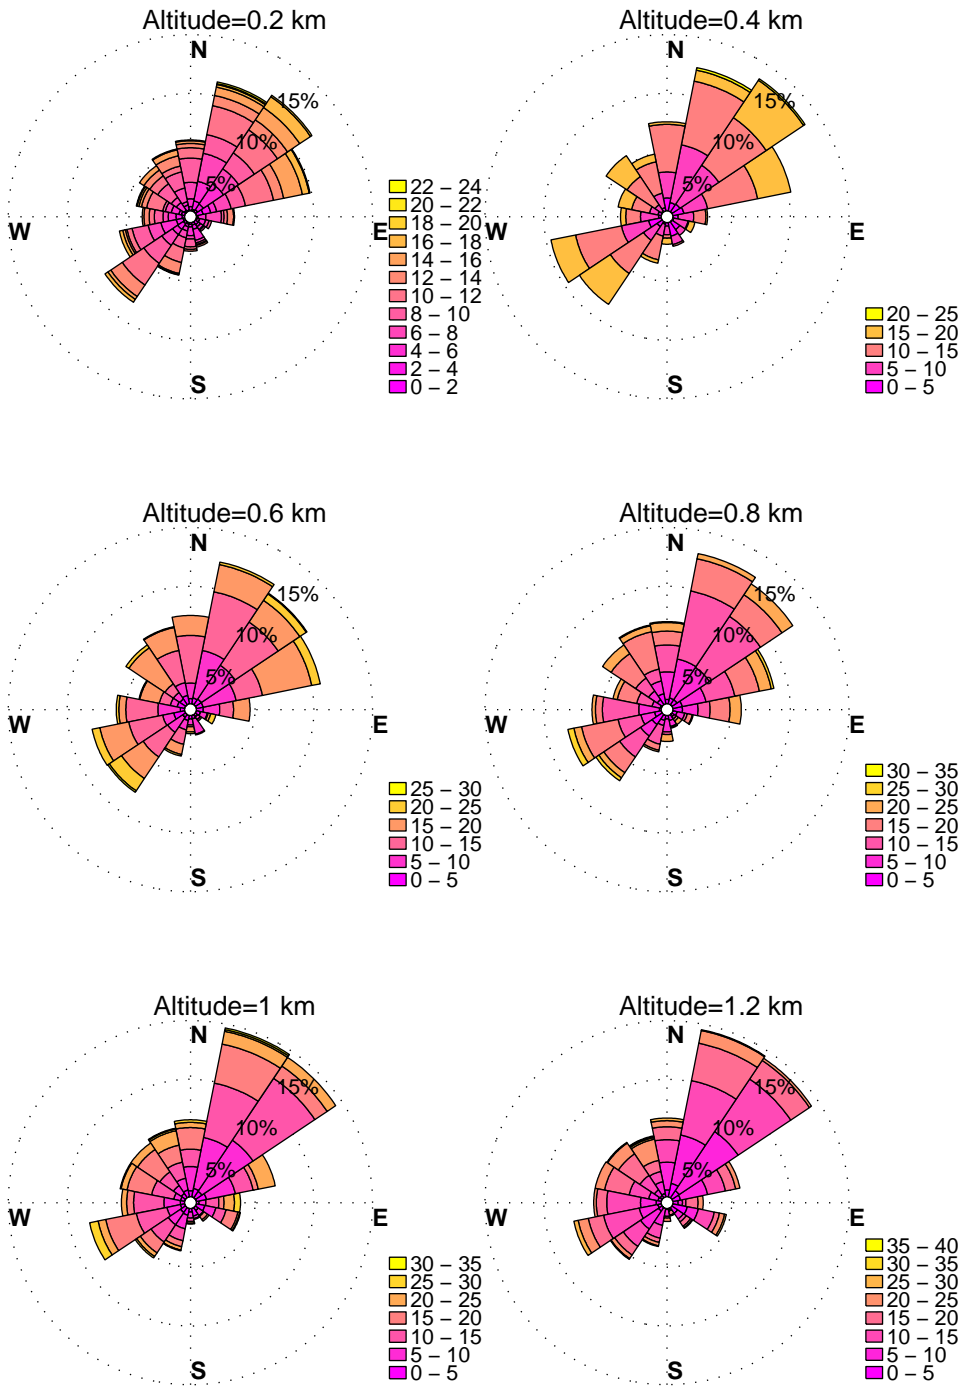 Altitude=0.2 km
N
15%
10%
5%
W
E
S
22 – 24
20 – 22
18 – 20
16 – 18
14 – 16
12 – 14
10 – 12
8 – 10
6 – 8
4 – 6
2 – 4
0 – 2
Altitude=0.4 km
N
15%
10%
5%
W
E
S
20 – 25
15 – 20
10 – 15
5 – 10
0 – 5
Altitude=0.6 km
N
15%
10%
5%
W
E
S
25 – 30
20 – 25
15 – 20
10 – 15
5 – 10
0 – 5
Altitude=0.8 km
N
15%
10%
5%
W
E
S
30 – 35
25 – 30
20 – 25
15 – 20
10 – 15
5 – 10
0 – 5
Altitude=1 km
N
15%
10%
5%
W
E
S
30 – 35
25 – 30
20 – 25
15 – 20
10 – 15
5 – 10
0 – 5
Altitude=1.2 km
N
15%
10%
5%
W
E
S
35 – 40
30 – 35
25 – 30
20 – 25
15 – 20
10 – 15
5 – 10
0 – 5